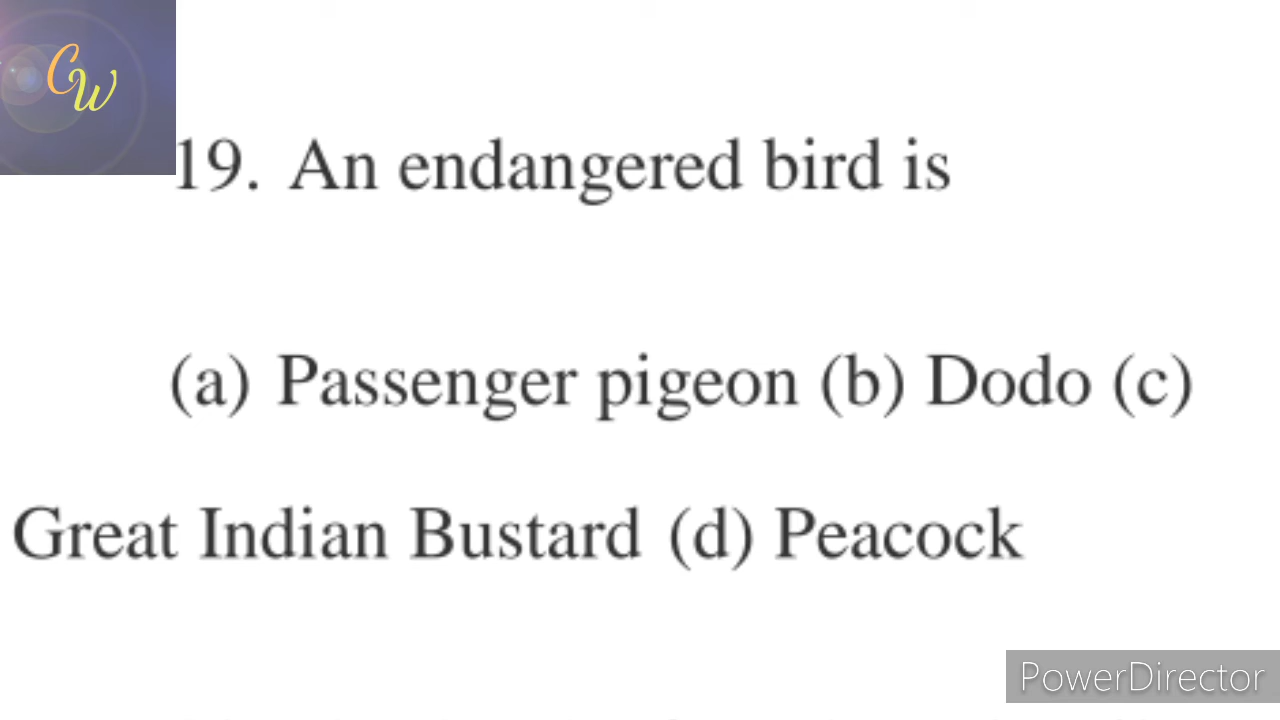 CW
19. An endangered bird is
(a) Passenger pigeon (b) Dodo (c)
Great Indian Bustard (d) Peacock
PowerDirector